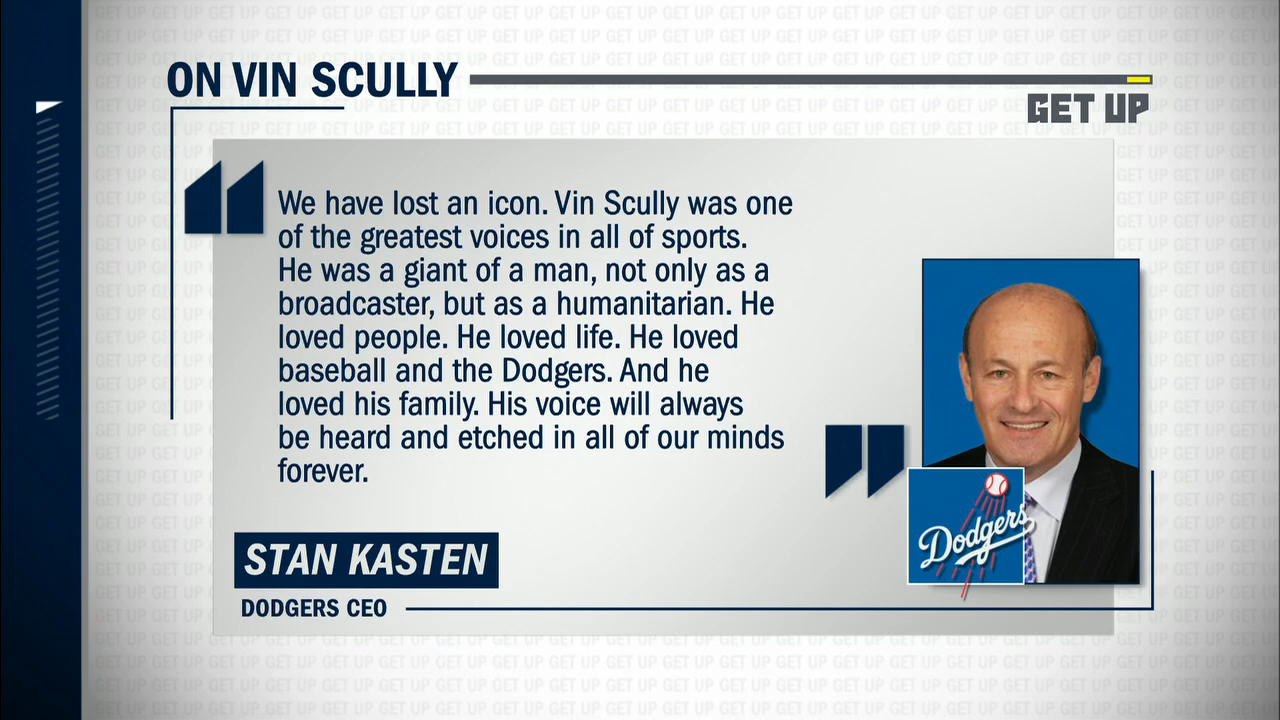 ON VIN SCULLY
GET UP
We have lost an icon. Vin Scully was one
of the greatest voices in all of sports.
He was a giant of a man, not only as a
broadcaster, but as a humanitarian. He
loved people. He loved life. He loved
baseball and the Dodgers. And he
loved his family. His voice will always
be heard and etched in all of our minds
forever.
Dodgers
STAN KASTEN
DODGERS CEO